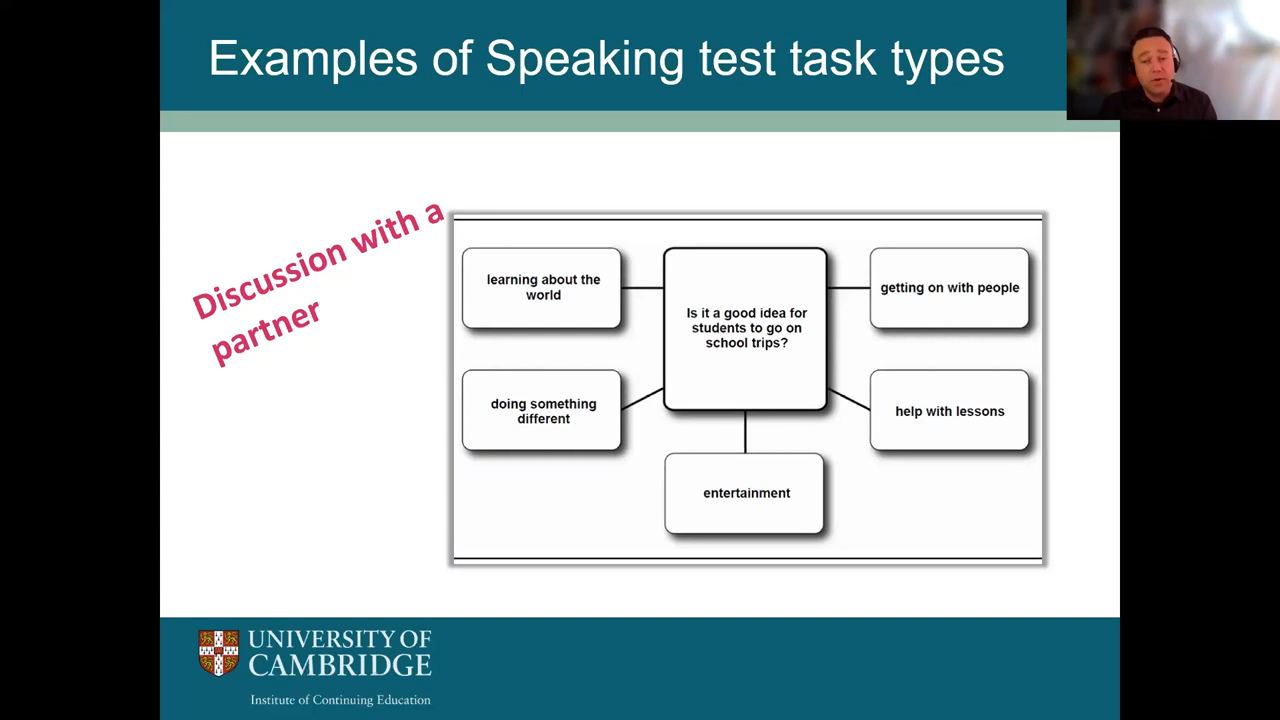 Examples of Speaking test task types
Discussion with a
partner
learning about the
world
Is it a good idea for
students to go on
school trips?
getting on with people
doing something
different
help with lessons
entertainment
UNIVERSITY OF
CAMBRIDGE
Institute of Continuing Education